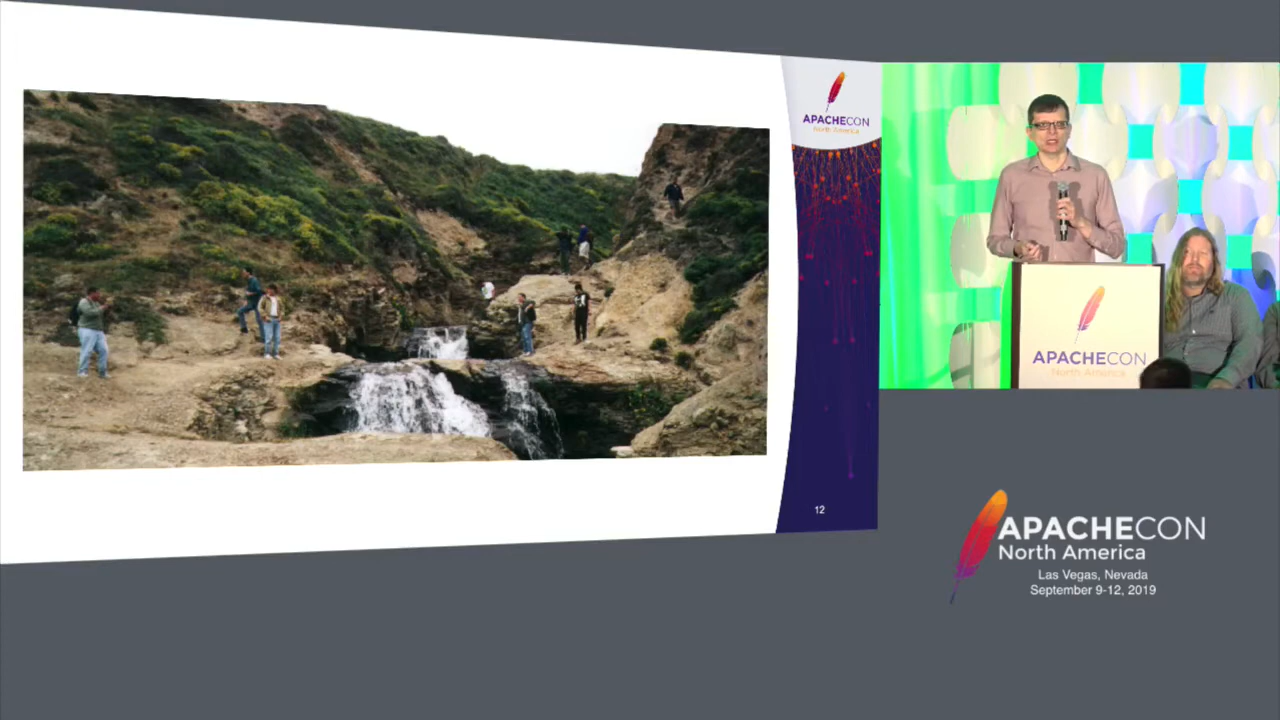 APACHECON
North America
12
APACHECON
North America
APACHECON
North America
Las Vegas, Nevada
September 9-12, 2019